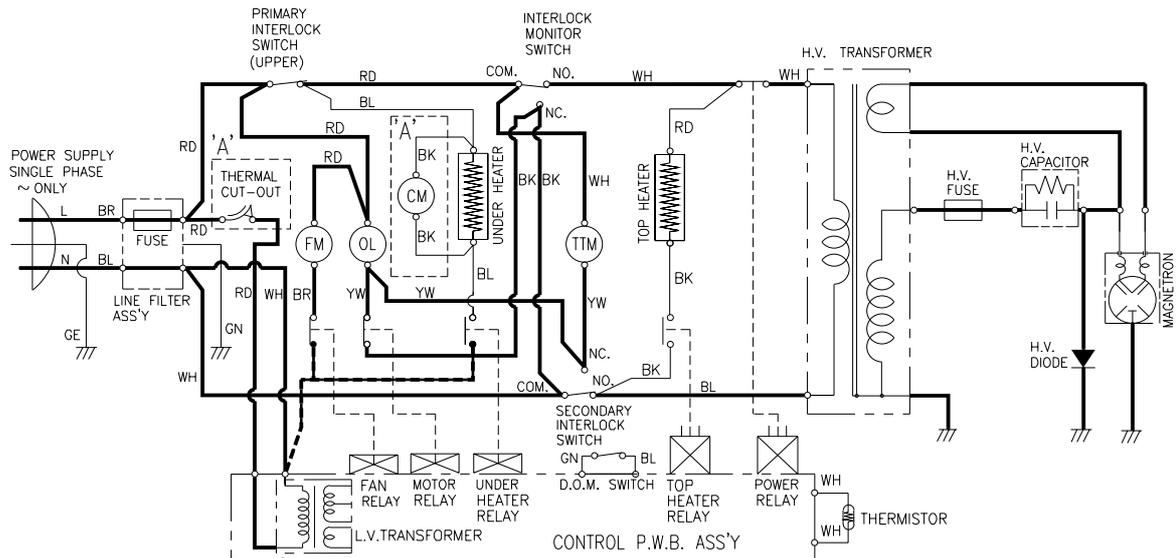 PRIMARY
INTERLOCK
SWITCH
(UPPER)
INTERLOCK
MONITOR
SWITCH
H.V. TRANSFORMER
RD
COM.
NO.
WH
WH
BL
NC.
RD
'A'
RD
'A'
RD
RD
BK
BK
BK
WH
H.V.
CAPACITOR
POWER SUPPLY
SINGLE PHASE
~ ONLY
THERMAL
CUT-OUT
H.V.
FUSE
L
BR
RD
FUSE
CM
UNDER HEATER
TOP HEATER
FM
OL
TTM
BK
N
BL
BL
BK
MAGNETRON
LINE FILTER
ASS'Y
RD
WH
BR
YW
YW
YW
GE
GN
NC.
H.V.
DIODE
WH
COM.
NO.
BK
BL
SECONDARY
INTERLOCK
SWITCH
GN
BL
FAN
RELAY
MOTOR
RELAY
UNDER
HEATER
RELAY
D.O.M. SWITCH
TOP
HEATER
RELAY
POWER
RELAY
WH
THERMISTOR
WH
L.V.TRANSFORMER
CONTROL P.W.B. ASS'Y